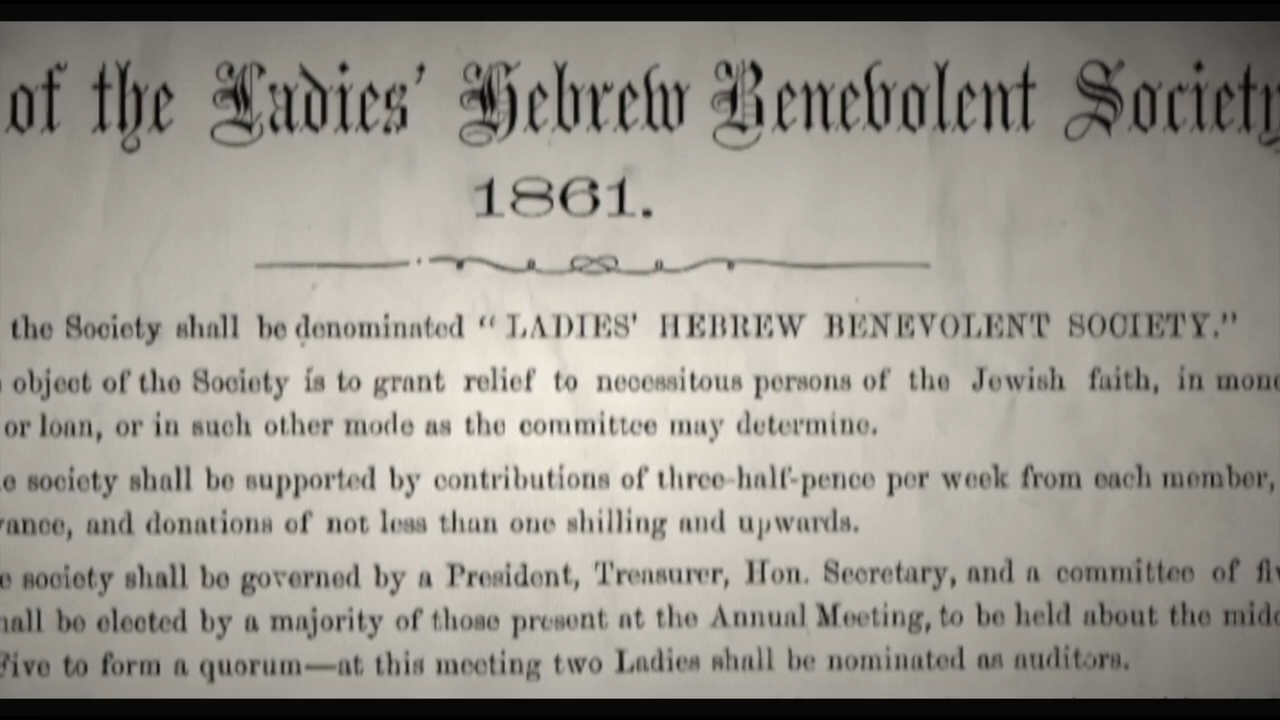 of the Ladies' Hebrew Benevolent Society
1861.
the Society shall be denominated "LADIES' HEBREW BENEVOLENT SOCIETY."
object of the Society is to grant relief to necessitous persons of the Jewish faith, in
or loan, or in such other mode as the committee may determine.
society shall be supported by contributions of three-half-pence per week from each member,
and donations of not less than one shilling and upwards.
society shall be governed by a President, Treasurer, Hon. Secretary, and a committee of
be elected by a majority of those present at the Annual Meeting, to be held about the
Five to form a quorum—at this meeting two Ladies shall be nominated as auditors.